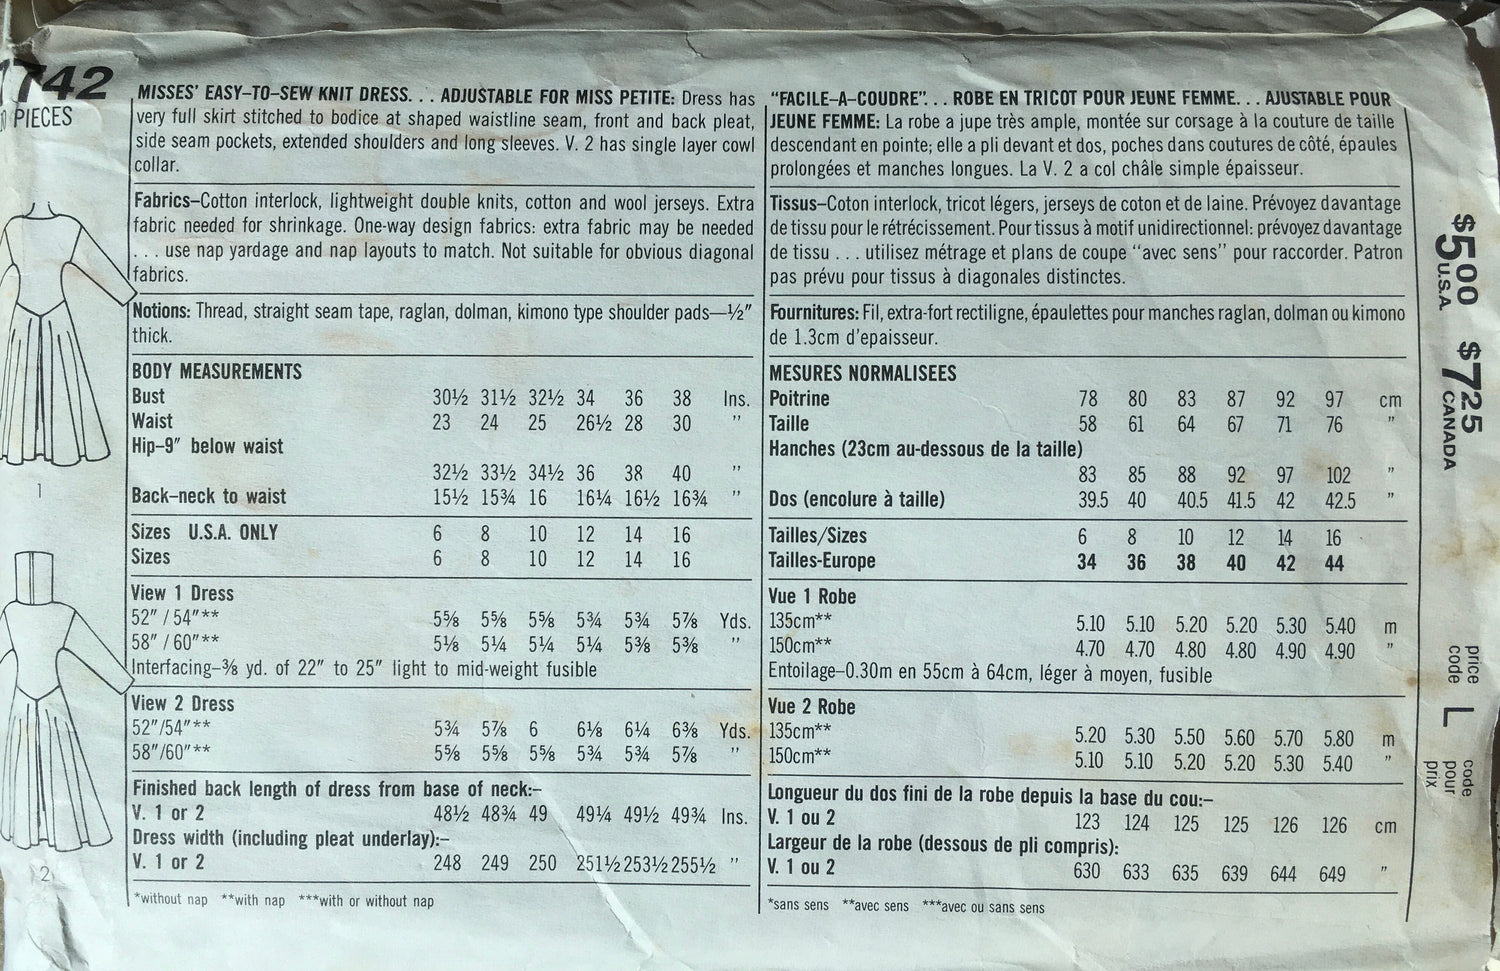 742
PIECES
MISSES' EASY–TO–SEW KNIT DRESS. . . ADJUSTABLE FOR MISS PETITE: Dress has
very full skirt stitched to bodice at shaped waistline seam, front and back pleat,
side seam pockets, extended shoulders and long sleeves. V. 2 has single layer cowl
collar.
Fabrics–Cotton interlock, lightweight double knits, cotton and wool jerseys. Extra
fabric needed for shrinkage. One-way design fabrics: extra fabric may be needed
. . . use nap yardage and nap layouts to match. Not suitable for obvious diagonal
fabrics.
Notions: Thread, straight seam tape, raglan, dolman, kimono type shoulder pads—½″
thick.
BODY MEASUREMENTS
Bust 30½ 31½ 32½ 34 36 38 Ins.
Waist 23 24 25 26½ 28 30 ″
Hip–9″ below waist
32½ 33½ 34½ 36 38 40 ″
Back–neck to waist 15½ 15¾ 16 16¼ 16½ 16¾ ″
Sizes U.S.A. ONLY 6 8 10 12 14 16
Sizes 6 8 10 12 14 16
View 1 Dress
52″ / 54″** 5⅝ 5⅝ 5⅝ 5¾ 5¾ 5⅞ Yds.
58″ / 60″** 5⅛ 5¼ 5¼ 5¼ 5⅜ 5⅜ ″
Interfacing–⅜ yd. of 22″ to 25″ light to mid-weight fusible
View 2 Dress
52″/54″** 5¾ 5⅞ 6 6⅛ 6¼ 6⅜ Yds.
58″/60″** 5⅝ 5⅝ 5⅝ 5¾ 5¾ 5⅞ ″
Finished back length of dress from base of neck:–
V. 1 or 2 48½ 48¾ 49 49¼ 49½ 49¾ Ins.
Dress width (including pleat underlay):–
V. 1 or 2 248 249 250 251½ 253½ 255½ ″
*without nap **with nap ***with or without nap
"FACILE–A–COUDRE". . . ROBE EN TRICOT POUR JEUNE FEMME. . . AJUSTABLE POUR
JEUNE FEMME: La robe a jupe très ample, montée sur corsage à la couture de taille
descendant en pointe; elle a pli devant et dos, poches dans coutures de côté, épaules
prolongées et manches longues. La V. 2 a col châle simple épaisseur.
Tissus–Coton interlock, tricot légers, jerseys de coton et de laine. Prévoyez davantage
de tissu pour le rétrécissement. Pour tissus à motif unidirectionnel: prévoyez davantage
de tissu . . . utilisez métrage et plans de coupe "avec sens" pour raccorder. Patron
pas prévu pour tissus à diagonales distinctes.
Fournitures: Fil, extra-fort rectiligne, épaulettes pour manches raglan, dolman ou kimono
de 1.3cm d'epaisseur.
MESURES NORMALISEES
Poitrine 78 80 83 87 92 97 cm
Taille 58 61 64 67 71 76 ″
Hanches (23cm au-dessous de la taille)
83 85 88 92 97 102 ″
Dos (encolure à taille) 39.5 40 40.5 41.5 42 42.5 ″
Tailles/Sizes 6 8 10 12 14 16
Tailles-Europe 34 36 38 40 42 44
Vue 1 Robe
135cm** 5.10 5.10 5.20 5.20 5.30 5.40 m
150cm** 4.70 4.70 4.80 4.80 4.90 4.90 ″
Entoilage–0.30m en 55cm à 64cm, léger à moyen, fusible
Vue 2 Robe
135cm** 5.20 5.30 5.50 5.60 5.70 5.80 m
150cm** 5.10 5.10 5.20 5.20 5.30 5.40 ″
Longueur du dos fini de la robe depuis la base du cou:–
V. 1 ou 2 123 124 125 125 126 126 cm
Largeur de la robe (dessous de pli compris):
V. 1 ou 2 630 633 635 639 644 649 ″
*sans sens **avec sens ***avec ou sans sens
1
2
$5.00 U.S.A
$7.25 CANADA
price
code
L
code
pour
prix